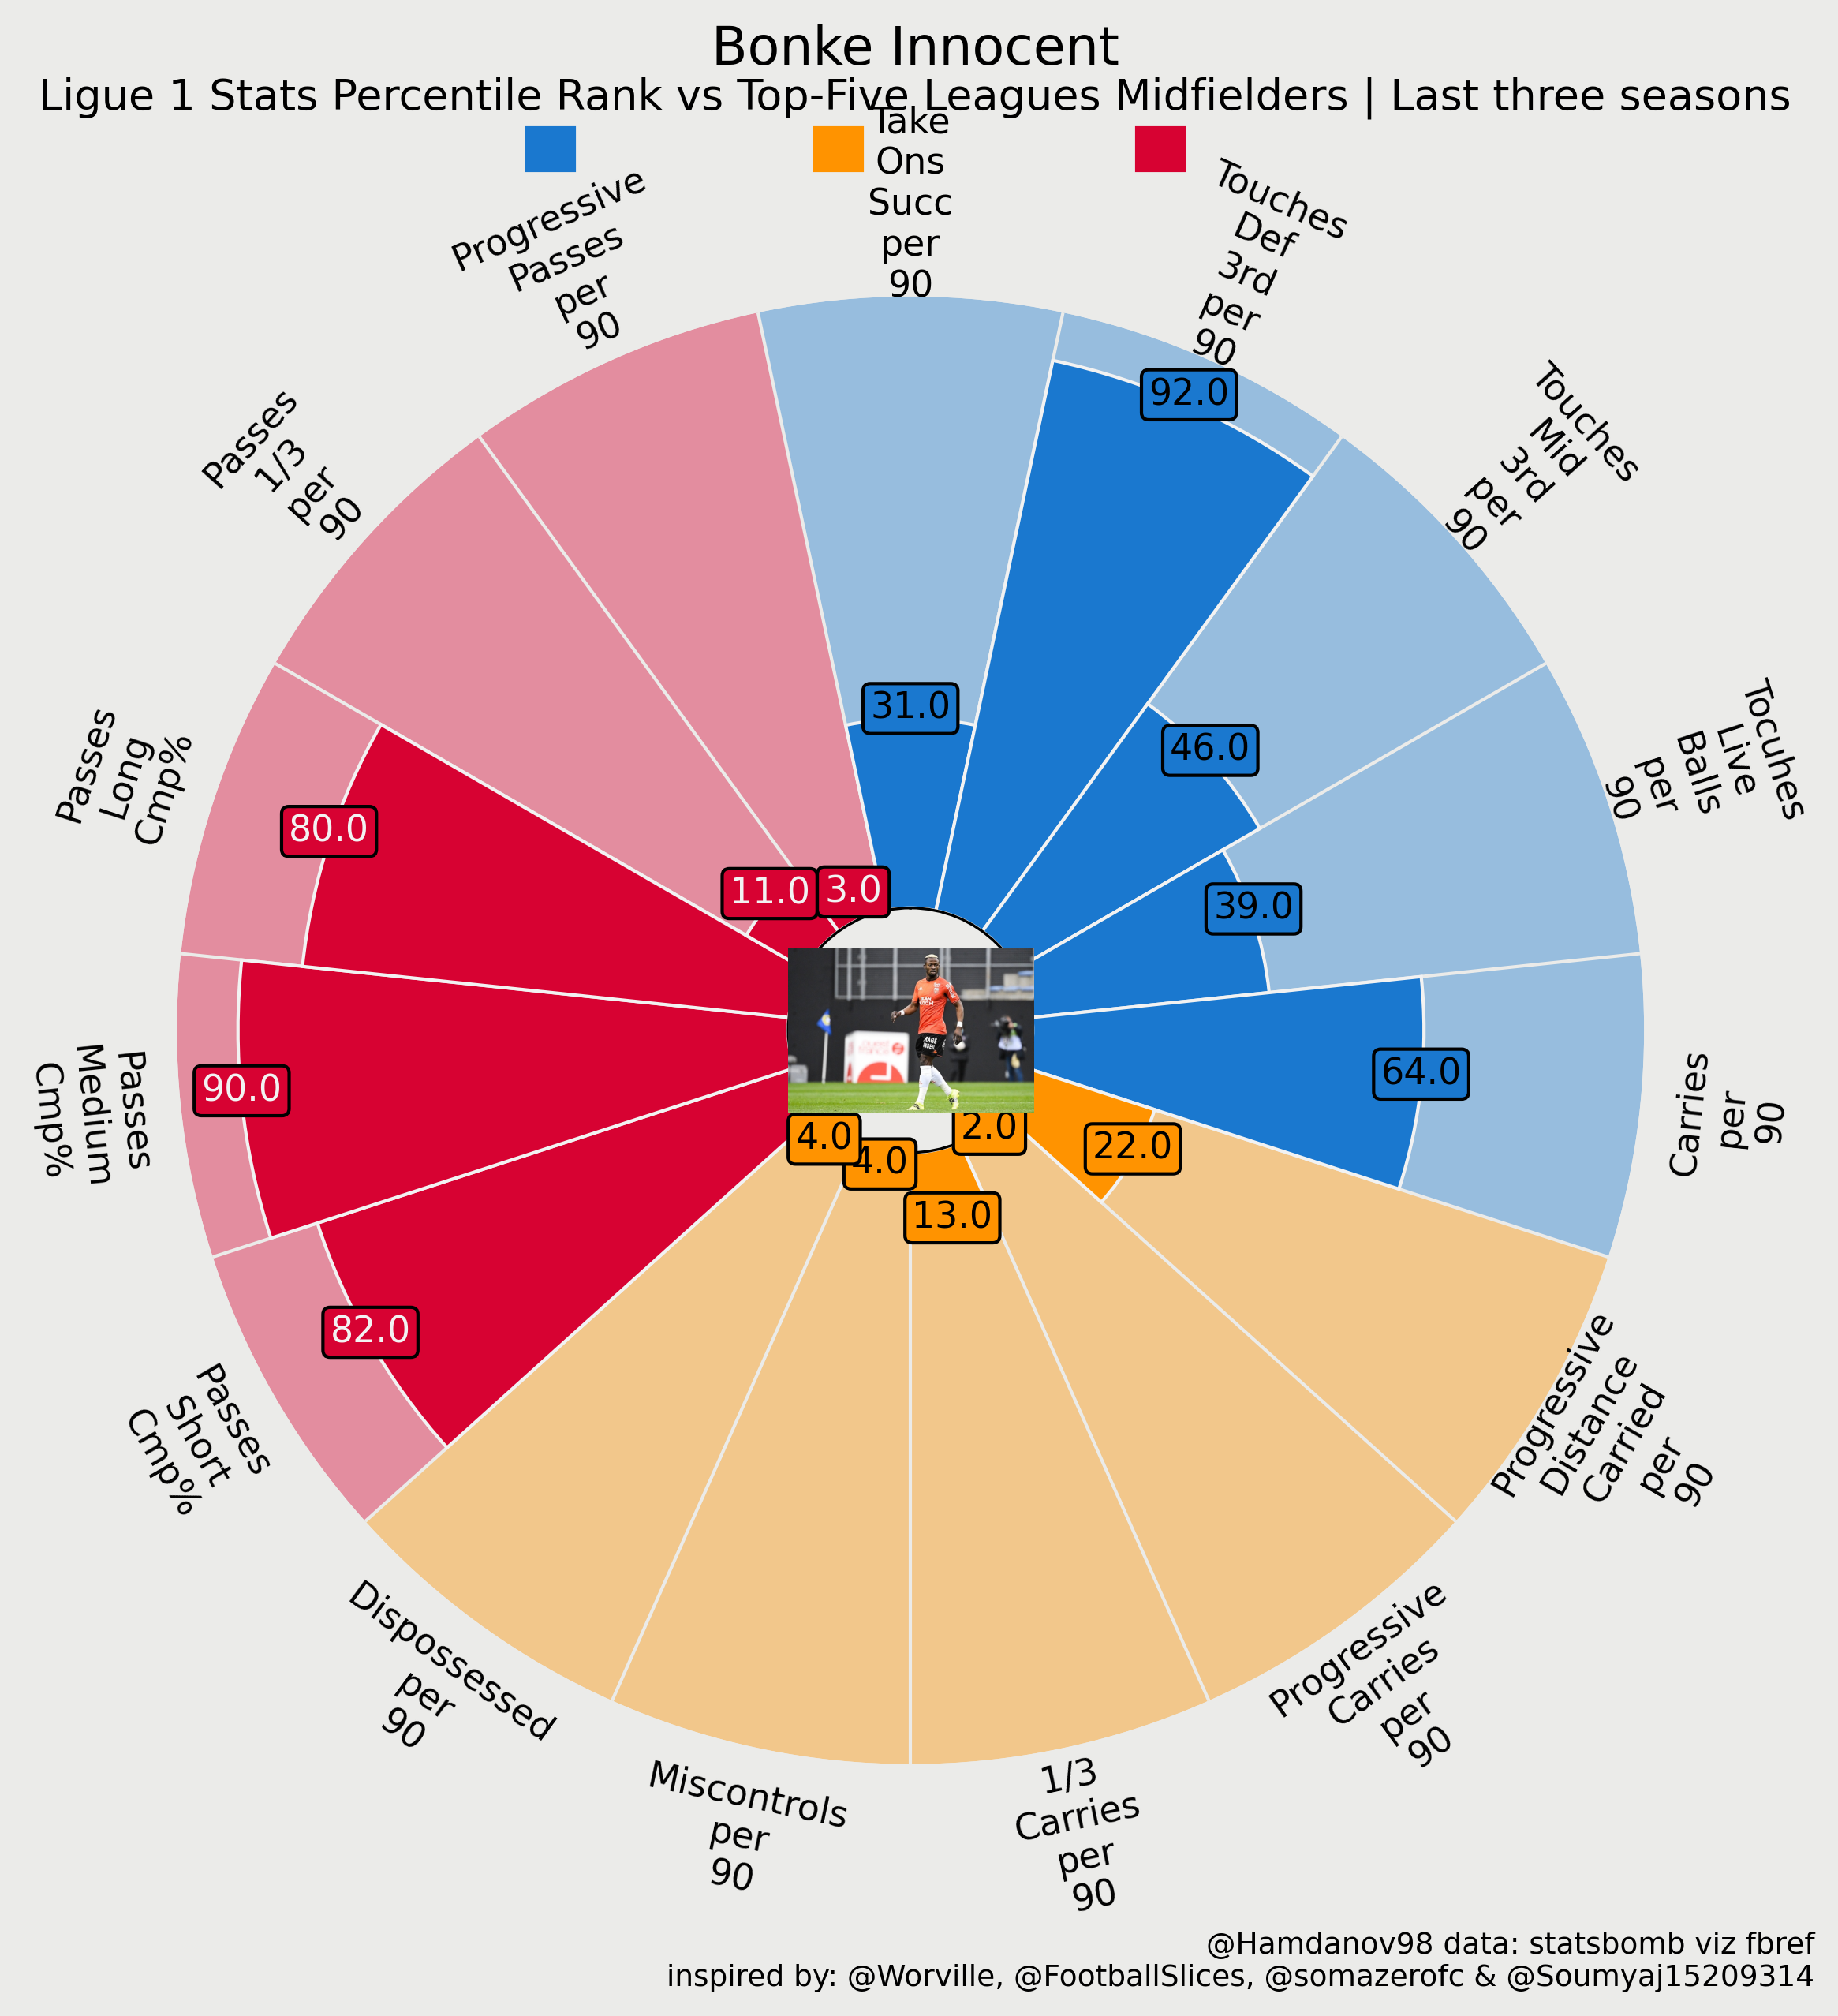 Bonke Innocent
Ligue 1 Stats Percentile Rank vs Top-Five Leagues Midfielders | Last three seasons
Take
Ons
Succ
per
90
Touches
Def
3rd
per
90
Touches
Mid
3rd
per
90
Tocuhes
Live
Balls
per
90
Carries
per
90
Progressive
Distance
Carried
per
90
Progressive
Carries
per
90
1/3
Carries
per
90
Miscontrols
per
90
Dispossessed
per
90
Passes
Short
Cmp%
Passes
Medium
Cmp%
Passes
Long
Cmp%
Passes
1/3
per
90
Progressive
Passes
per
90
31.0
92.0
46.0
39.0
64.0
22.0
2.0
13.0
4.0
4.0
82.0
90.0
80.0
11.0
3.0
@Hamdanov98 data: statsbomb viz fbref
inspired by: @Worville, @FootballSlices, @somazerofc & @Soumyaj15209314